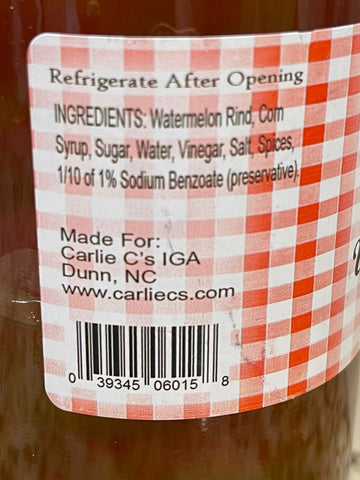 Refrigerate After Opening
INGREDIENTS: Watermelon Rind, Corn
Syrup, Sugar, Water, Vinegar, Salt, Spices,
1/10 of 1% Sodium Benzoate (preservative).
Made For:
Carlie C's IGA
Dunn, NC
www.carliecs.com
0 39345 06015 8